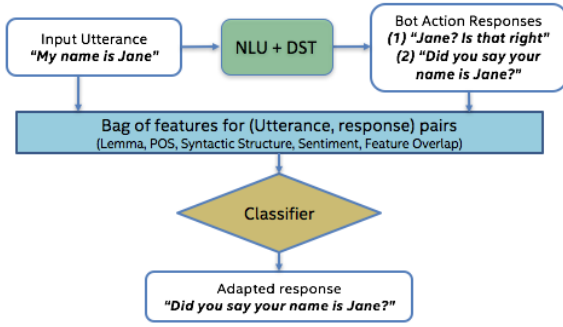 Input Utterance
“My name is Jane”
NLU + DST
Bot Action Responses
(1) “Jane? Is that right”
(2) “Did you say your
name is Jane?”
Bag of features for (Utterance, response) pairs
(Lemma, POS, Syntactic Structure, Sentiment, Feature Overlap)
Classifier
Adapted response
“Did you say your name is Jane?”